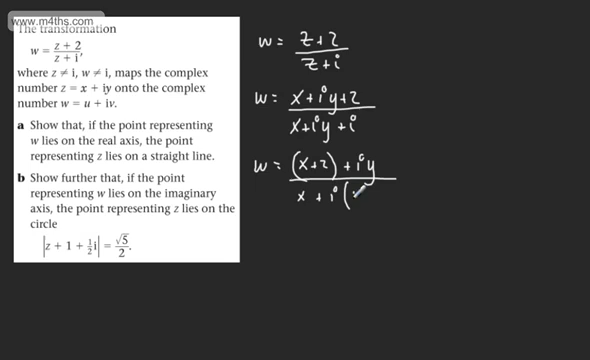 www.m4ths.com
The transformation
w = (z + 2)/(z + i),
where z ≠ i, w ≠ i, maps the complex
number z = x + iy onto the complex
number w = u + iv.
a Show that, if the point representing
w lies on the real axis, the point
representing z lies on a straight line.
b Show further that, if the point
representing w lies on the imaginary
axis, the point representing z lies on the
circle
|z + 1 + ½i| = √5/2.
w = (z+2)/(z+i)
w = (x+iy+2)/(x+iy+i)
w = ((x+2)+iy)/(x+i(